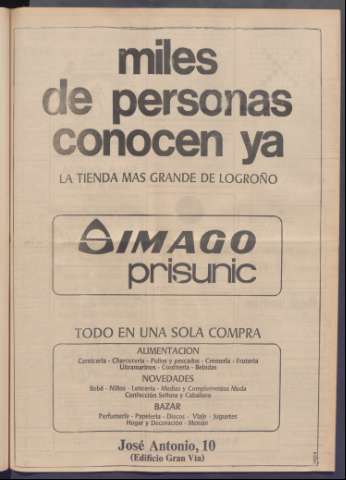 miles
de personas
conocen ya
LA TIENDA MAS GRANDE DE LOGROÑO
SIMAGO
prisunic
TODO EN UNA SOLA COMPRA
ALIMENTACION
Carnicería - Charcutería - Pollos y pescados - Cremería - Frutería
Ultramarinos - Confitería - Bebidas
NOVEDADES
Bebé - Niños - Lencería - Medias y Complementos Moda
Confección Señora y Caballero
BAZAR
Perfumería - Papelería - Discos - Viaje - Juguetes
Hogar y Decoración - Menaje
José Antonio, 10
(Edificio Gran Vía)